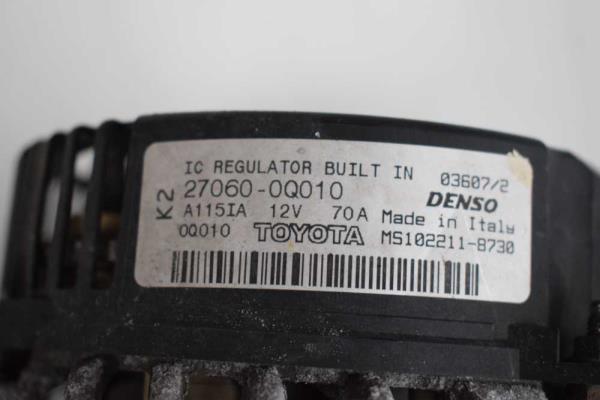 IC REGULATOR BUILT IN 03607/2
K2 27060-0Q010 DENSO
A115IA 12V 70A Made in Italy
0Q010 TOYOTA MS102211-8730